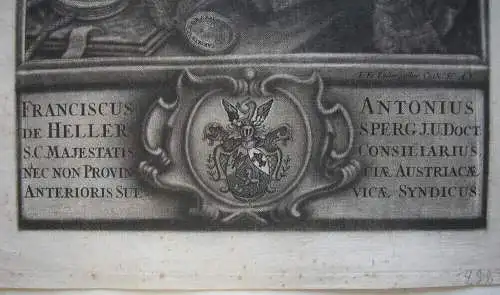 FRANCISCUS ANTONIUS
DE HELLER SPERG J.U.DOCT
S.C. MAJESTATIS CONSILIARIUS
NEC NON PROVIN CIÆ AUSTRIACÆ
ANTERIORIS SUE VICÆ SYNDICUS